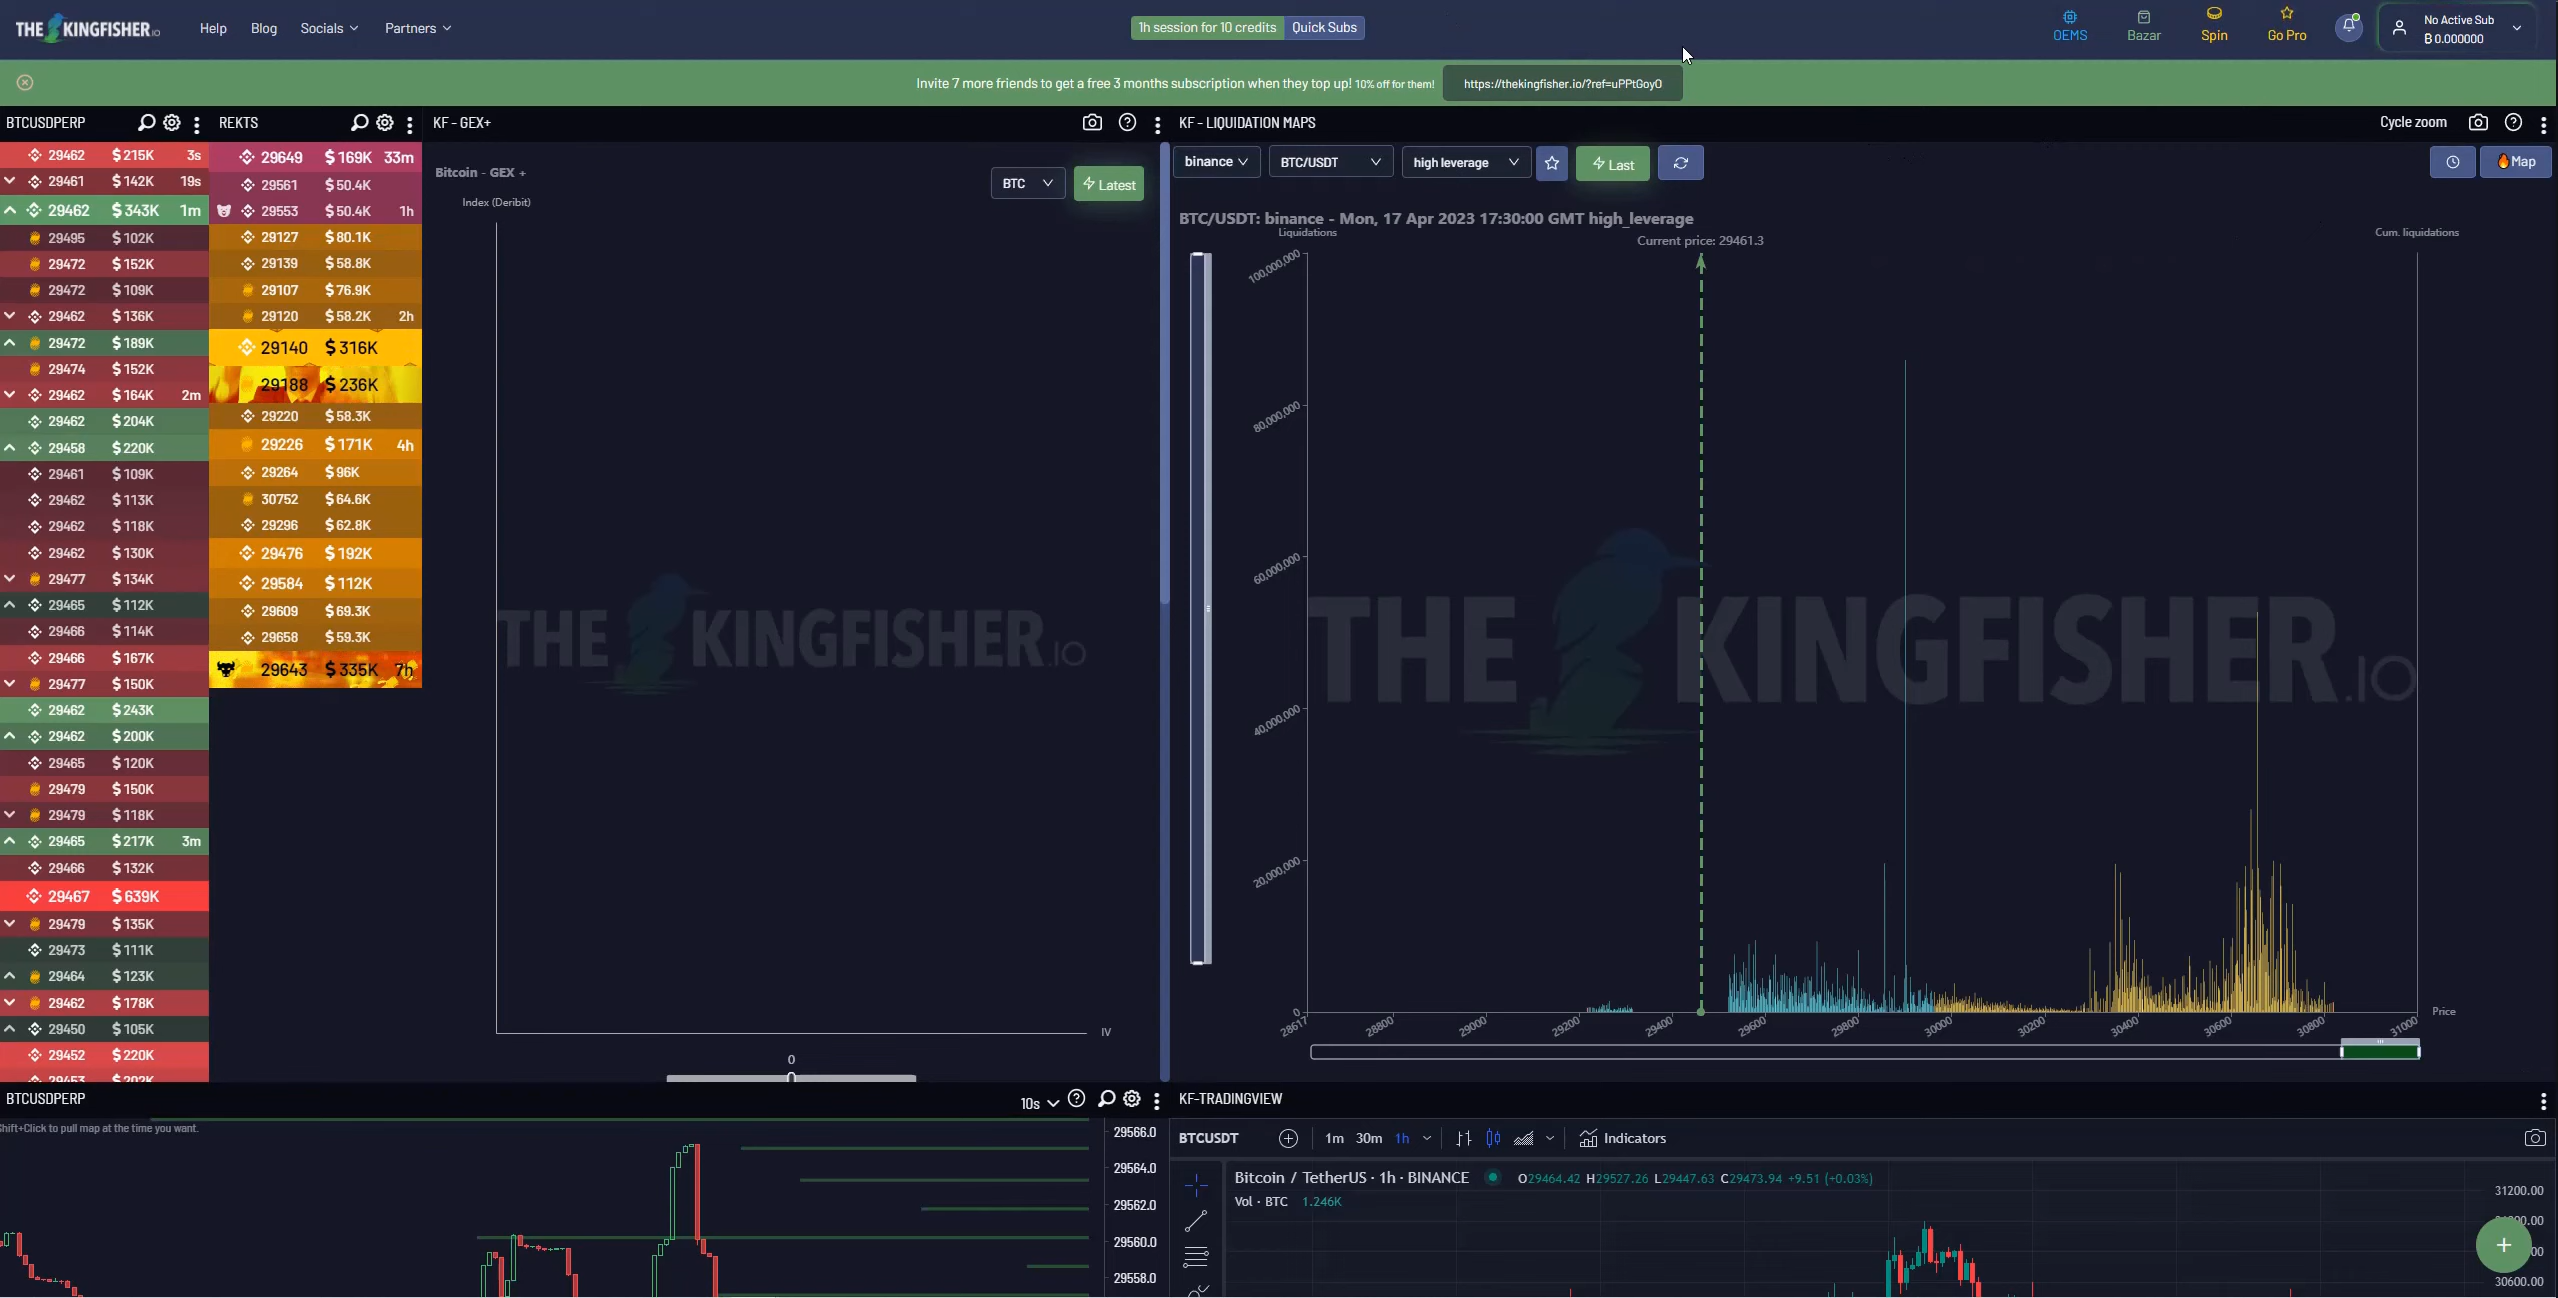 THE KINGFISHER.IO
Help Blog Socials Partners
1h session for 10 credits Quick Subs
OEMS Bazar Spin Go Pro
No Active Sub
₿ 0.000000
Invite 7 more friends to get a free 3 months subscription when they top up! 10% off for them! https://thekingfisher.io/?ref=uPPtGoyO
BTCUSDPERP
29462 $215K 3s
29461 $142K 19s
29462 $343K 1m
29495 $102K
29472 $152K
29472 $109K
29462 $136K
29472 $189K
29474 $152K
29462 $164K 2m
29462 $204K
29458 $220K
29461 $109K
29462 $113K
29462 $118K
29462 $130K
29477 $134K
29465 $112K
29466 $114K
29466 $167K
29477 $150K
29462 $243K
29462 $200K
29465 $120K
29479 $150K
29479 $118K
29465 $217K 3m
29466 $132K
29467 $639K
29479 $135K
29473 $111K
29464 $123K
29462 $178K
29450 $105K
29452 $220K
29453 $202K
REKTS
29649 $169K 33m
29561 $50.4K
29553 $50.4K 1h
29127 $80.1K
29139 $58.8K
29107 $76.9K
29120 $58.2K 2h
29140 $316K
29188 $236K
29220 $58.3K
29226 $171K 4h
29264 $96K
30752 $64.6K
29296 $62.8K
29476 $192K
29584 $112K
29609 $69.3K
29658 $59.3K
29643 $335K 7h
KF - GEX+
Bitcoin - GEX +
BTC Latest
Index (Deribit)
THE KINGFISHER.IO
IV
0
KF - LIQUIDATION MAPS
Cycle zoom
binance BTC/USDT high leverage Last
Map
BTC/USDT: binance - Mon, 17 Apr 2023 17:30:00 GMT high_leverage
Liquidations
Current price: 29461.3
Cum. liquidations
100,000,000
80,000,000
60,000,000
40,000,000
20,000,000
0
THE KINGFISHER.IO
28617 28800 29000 29200 29400 29600 29800 30000 30200 30400 30600 30800 31000
Price
BTCUSDPERP
10s
Shift+Click to pull map at the time you want.
29566.0
29564.0
29562.0
29560.0
29558.0
KF-TRADINGVIEW
BTCUSDT 1m 30m 1h Indicators
Bitcoin / TetherUS · 1h · BINANCE O29464.42 H29527.26 L29447.63 C29473.94 +9.51 (+0.03%)
Vol · BTC 1.246K
31200.00
30600.00